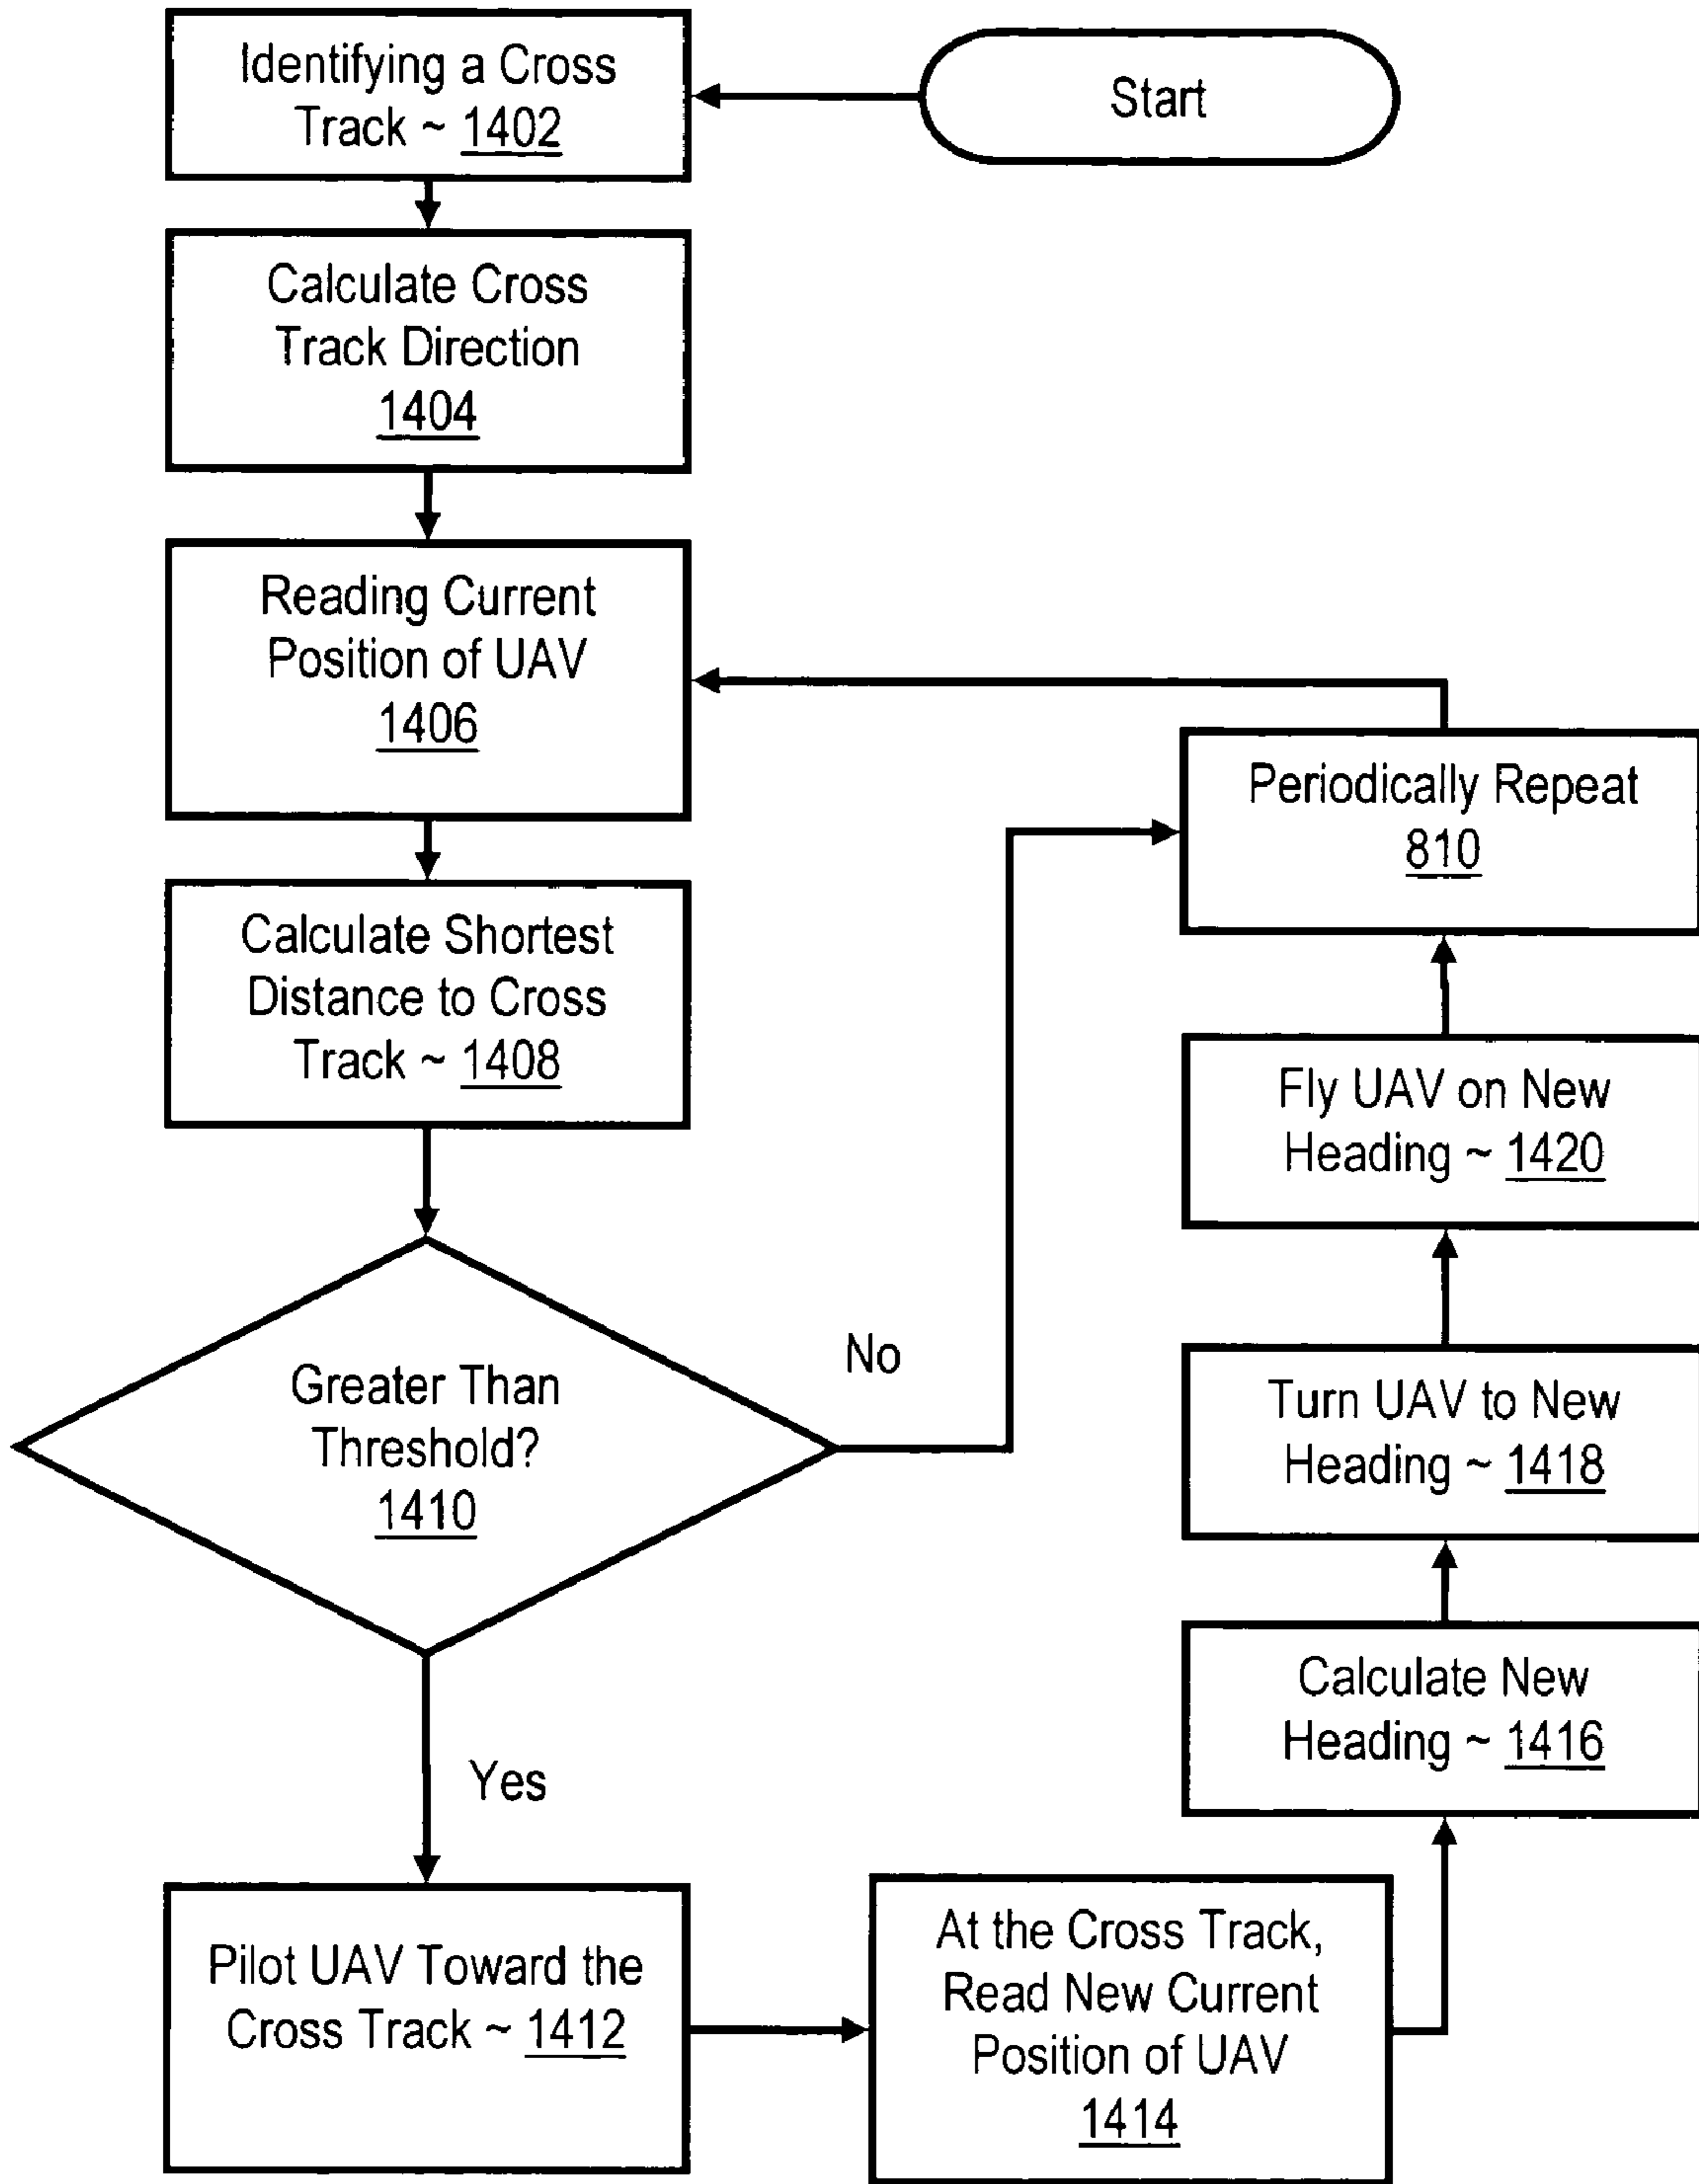 Start
Identifying a Cross
Track ~ 1402
Calculate Cross
Track Direction
1404
Reading Current
Position of UAV
1406
Calculate Shortest
Distance to Cross
Track ~ 1408
Greater Than
Threshold?
1410
No
Yes
Pilot UAV Toward the
Cross Track ~ 1412
At the Cross Track,
Read New Current
Position of UAV
1414
Calculate New
Heading ~ 1416
Turn UAV to New
Heading ~ 1418
Fly UAV on New
Heading ~ 1420
Periodically Repeat
810